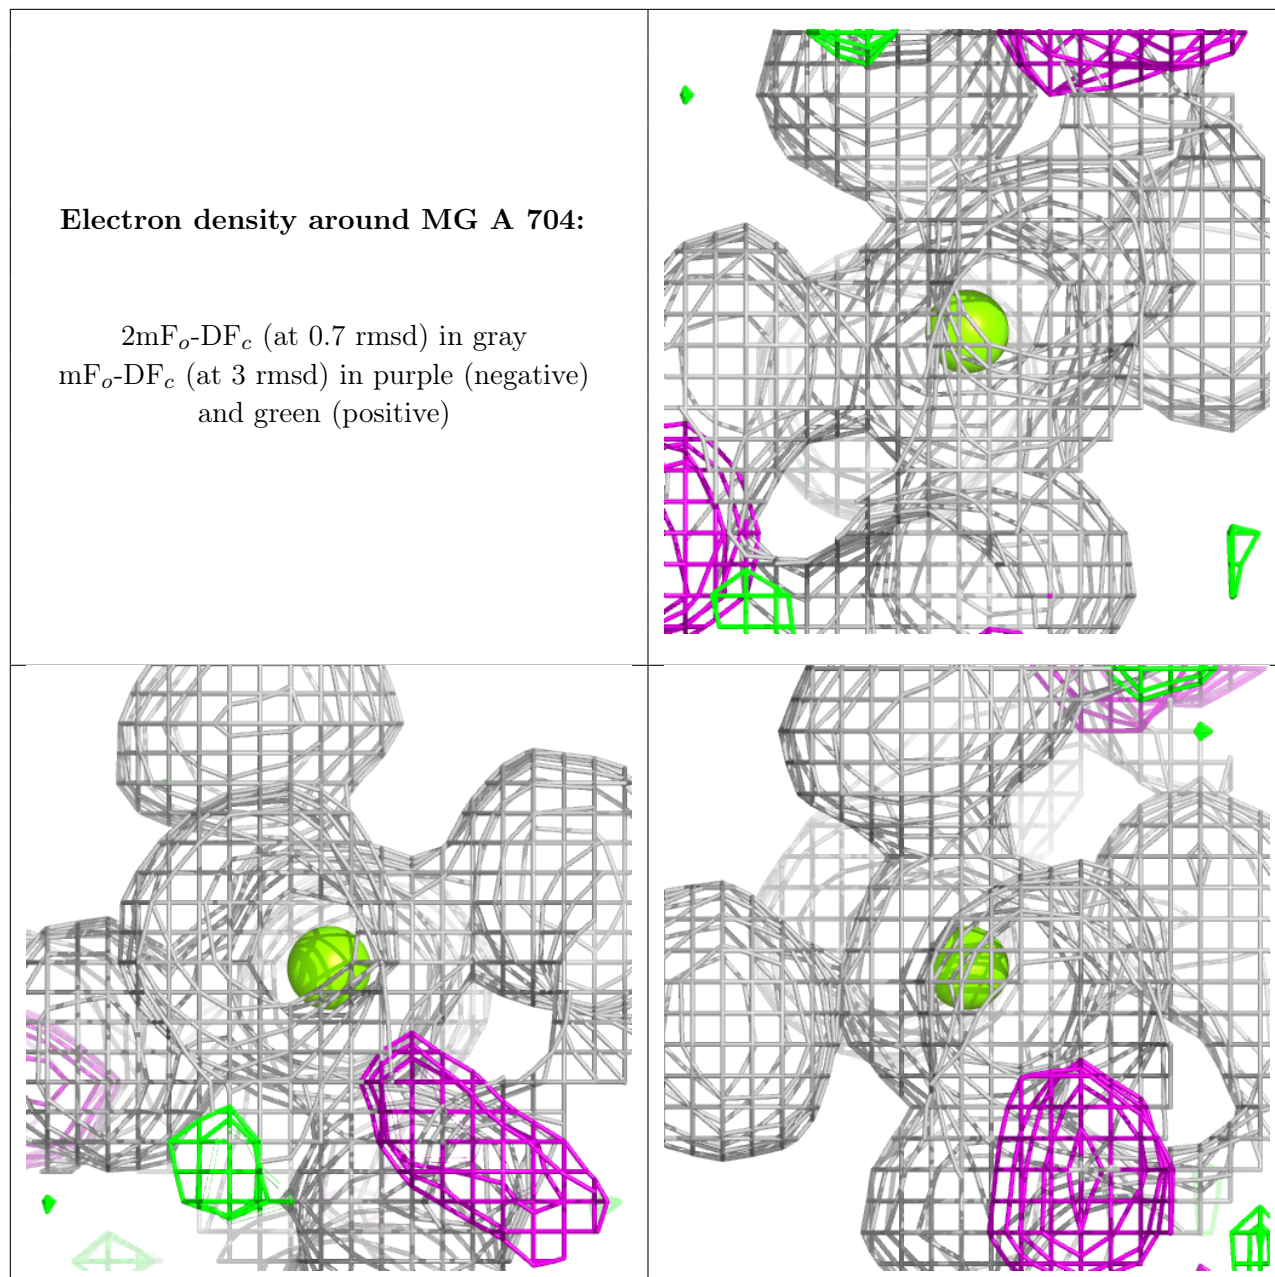 Electron density around MG A 704:
2mFo-DFc (at 0.7 rmsd) in gray
mFo-DFc (at 3 rmsd) in purple (negative)
and green (positive)